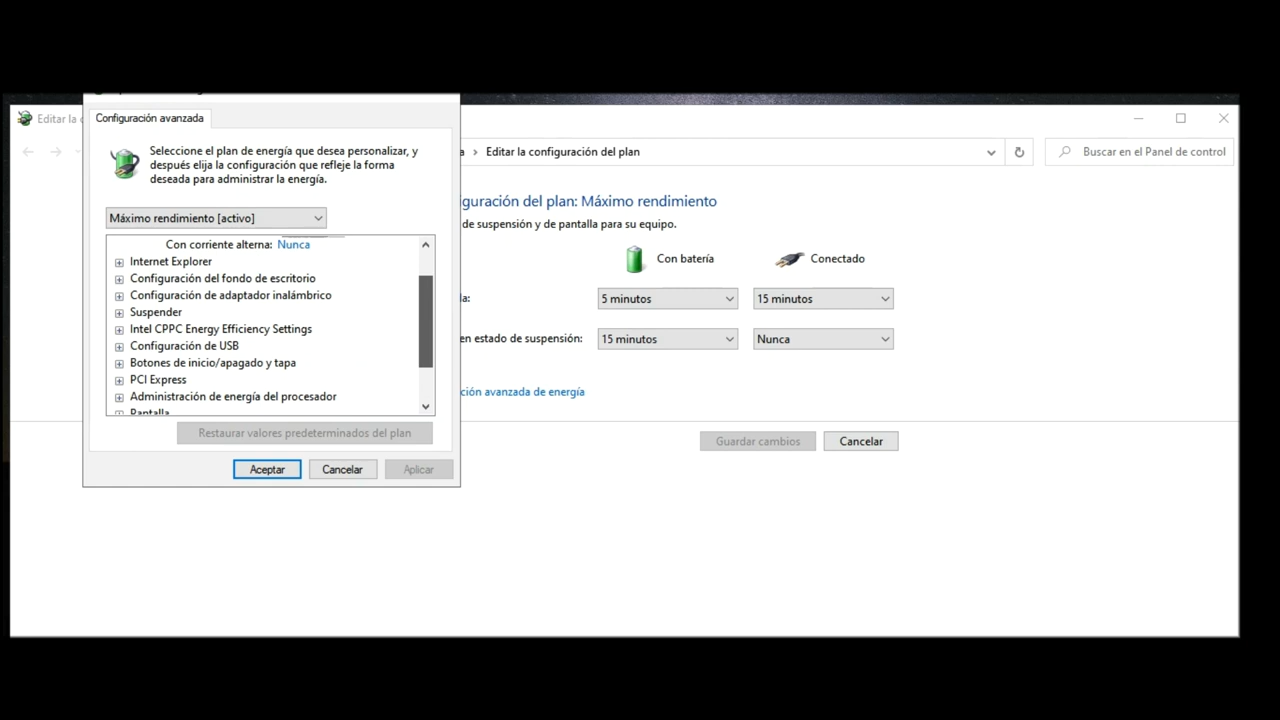 Editar la c
Configuración avanzada
Seleccione el plan de energía que desea personalizar, y
después elija la configuración que refleje la forma
deseada para administrar la energía.
Máximo rendimiento [activo]
Con corriente alterna: Nunca
Internet Explorer
Configuración del fondo de escritorio
Configuración de adaptador inalámbrico
Suspender
Intel CPPC Energy Efficiency Settings
Configuración de USB
Botones de inicio/apagado y tapa
PCI Express
Administración de energía del procesador
Pantalla
Restaurar valores predeterminados del plan
Aceptar Cancelar Aplicar
a › Editar la configuración del plan
Buscar en el Panel de control
guración del plan: Máximo rendimiento
de suspensión y de pantalla para su equipo.
Con batería Conectado
la: 5 minutos 15 minutos
en estado de suspensión: 15 minutos Nunca
ción avanzada de energía
Guardar cambios Cancelar